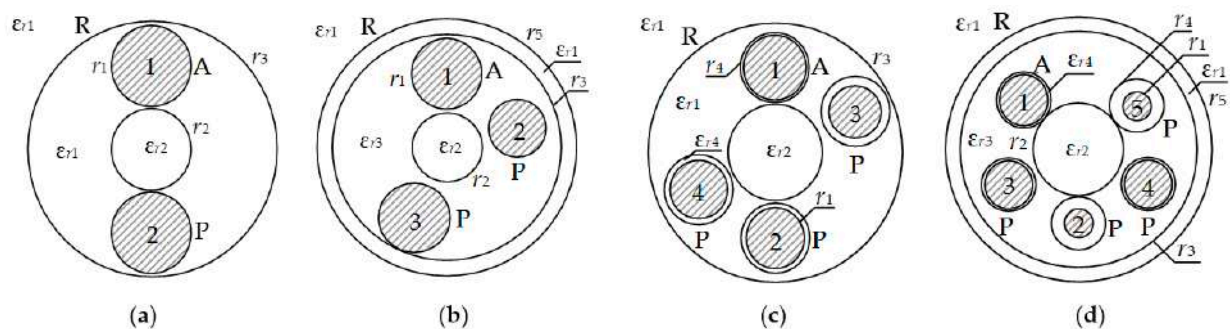 εr1 R r1 1 A r3 r2 εr1 εr2 2 P
(a)
εr1 R r5 εr1 r3 r1 1 A 2 P εr3 εr2 r2 3 P
(b)
εr1 R r4 1 A r3 εr1 3 P εr2 εr4 4 P r1 2 P
(c)
εr1 R r4 r1 A εr4 εr1 r5 1 5 P εr3 r2 εr2 3 P 4 P 2 P r3
(d)